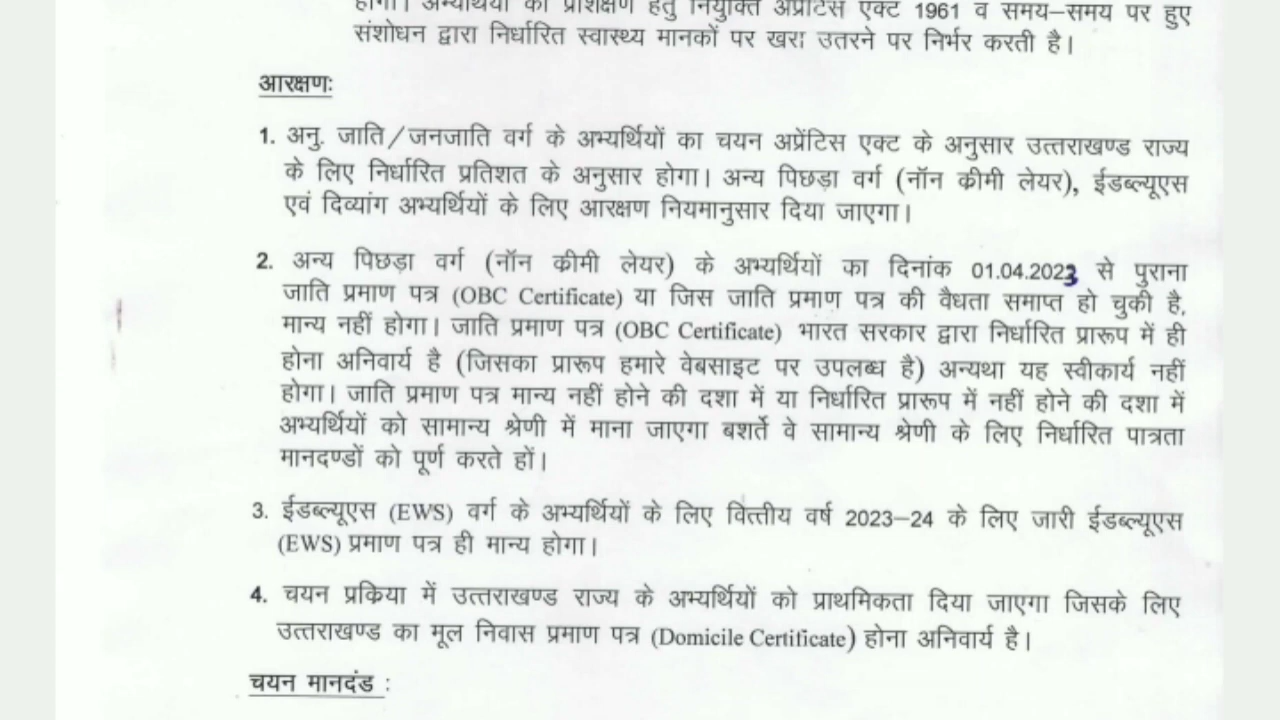 होगी। अभ्यर्थियों की प्रशिक्षण हेतु नियुक्ति अप्रेंटिस एक्ट 1961 व समय–समय पर हुए
संशोधन द्वारा निर्धारित स्वास्थ्य मानकों पर खरा उतरने पर निर्भर करती है।
आरक्षणः
1. अनु. जाति/जनजाति वर्ग के अभ्यर्थियों का चयन अप्रेंटिस एक्ट के अनुसार उत्तराखण्ड राज्य
के लिए निर्धारित प्रतिशत के अनुसार होगा। अन्य पिछड़ा वर्ग (नॉन क्रीमी लेयर), ईडब्ल्यूएस
एवं दिव्यांग अभ्यर्थियों के लिए आरक्षण नियमानुसार दिया जाएगा।
2. अन्य पिछड़ा वर्ग (नॉन क्रीमी लेयर) के अभ्यर्थियों का दिनांक 01.04.2023 से पुराना
जाति प्रमाण पत्र (OBC Certificate) या जिस जाति प्रमाण पत्र की वैधता समाप्त हो चुकी है,
मान्य नहीं होगा। जाति प्रमाण पत्र (OBC Certificate) भारत सरकार द्वारा निर्धारित प्रारूप में ही
होना अनिवार्य है (जिसका प्रारूप हमारे वेबसाइट पर उपलब्ध है) अन्यथा यह स्वीकार्य नहीं
होगा। जाति प्रमाण पत्र मान्य नहीं होने की दशा में या निर्धारित प्रारूप में नहीं होने की दशा में
अभ्यर्थियों को सामान्य श्रेणी में माना जाएगा बशर्ते वे सामान्य श्रेणी के लिए निर्धारित पात्रता
मानदण्डों को पूर्ण करते हों।
3. ईडब्ल्यूएस (EWS) वर्ग के अभ्यर्थियों के लिए वित्तीय वर्ष 2023–24 के लिए जारी ईडब्ल्यूएस
(EWS) प्रमाण पत्र ही मान्य होगा।
4. चयन प्रक्रिया में उत्तराखण्ड राज्य के अभ्यर्थियों को प्राथमिकता दिया जाएगा जिसके लिए
उत्तराखण्ड का मूल निवास प्रमाण पत्र (Domicile Certificate) होना अनिवार्य है।
चयन मानदंड :